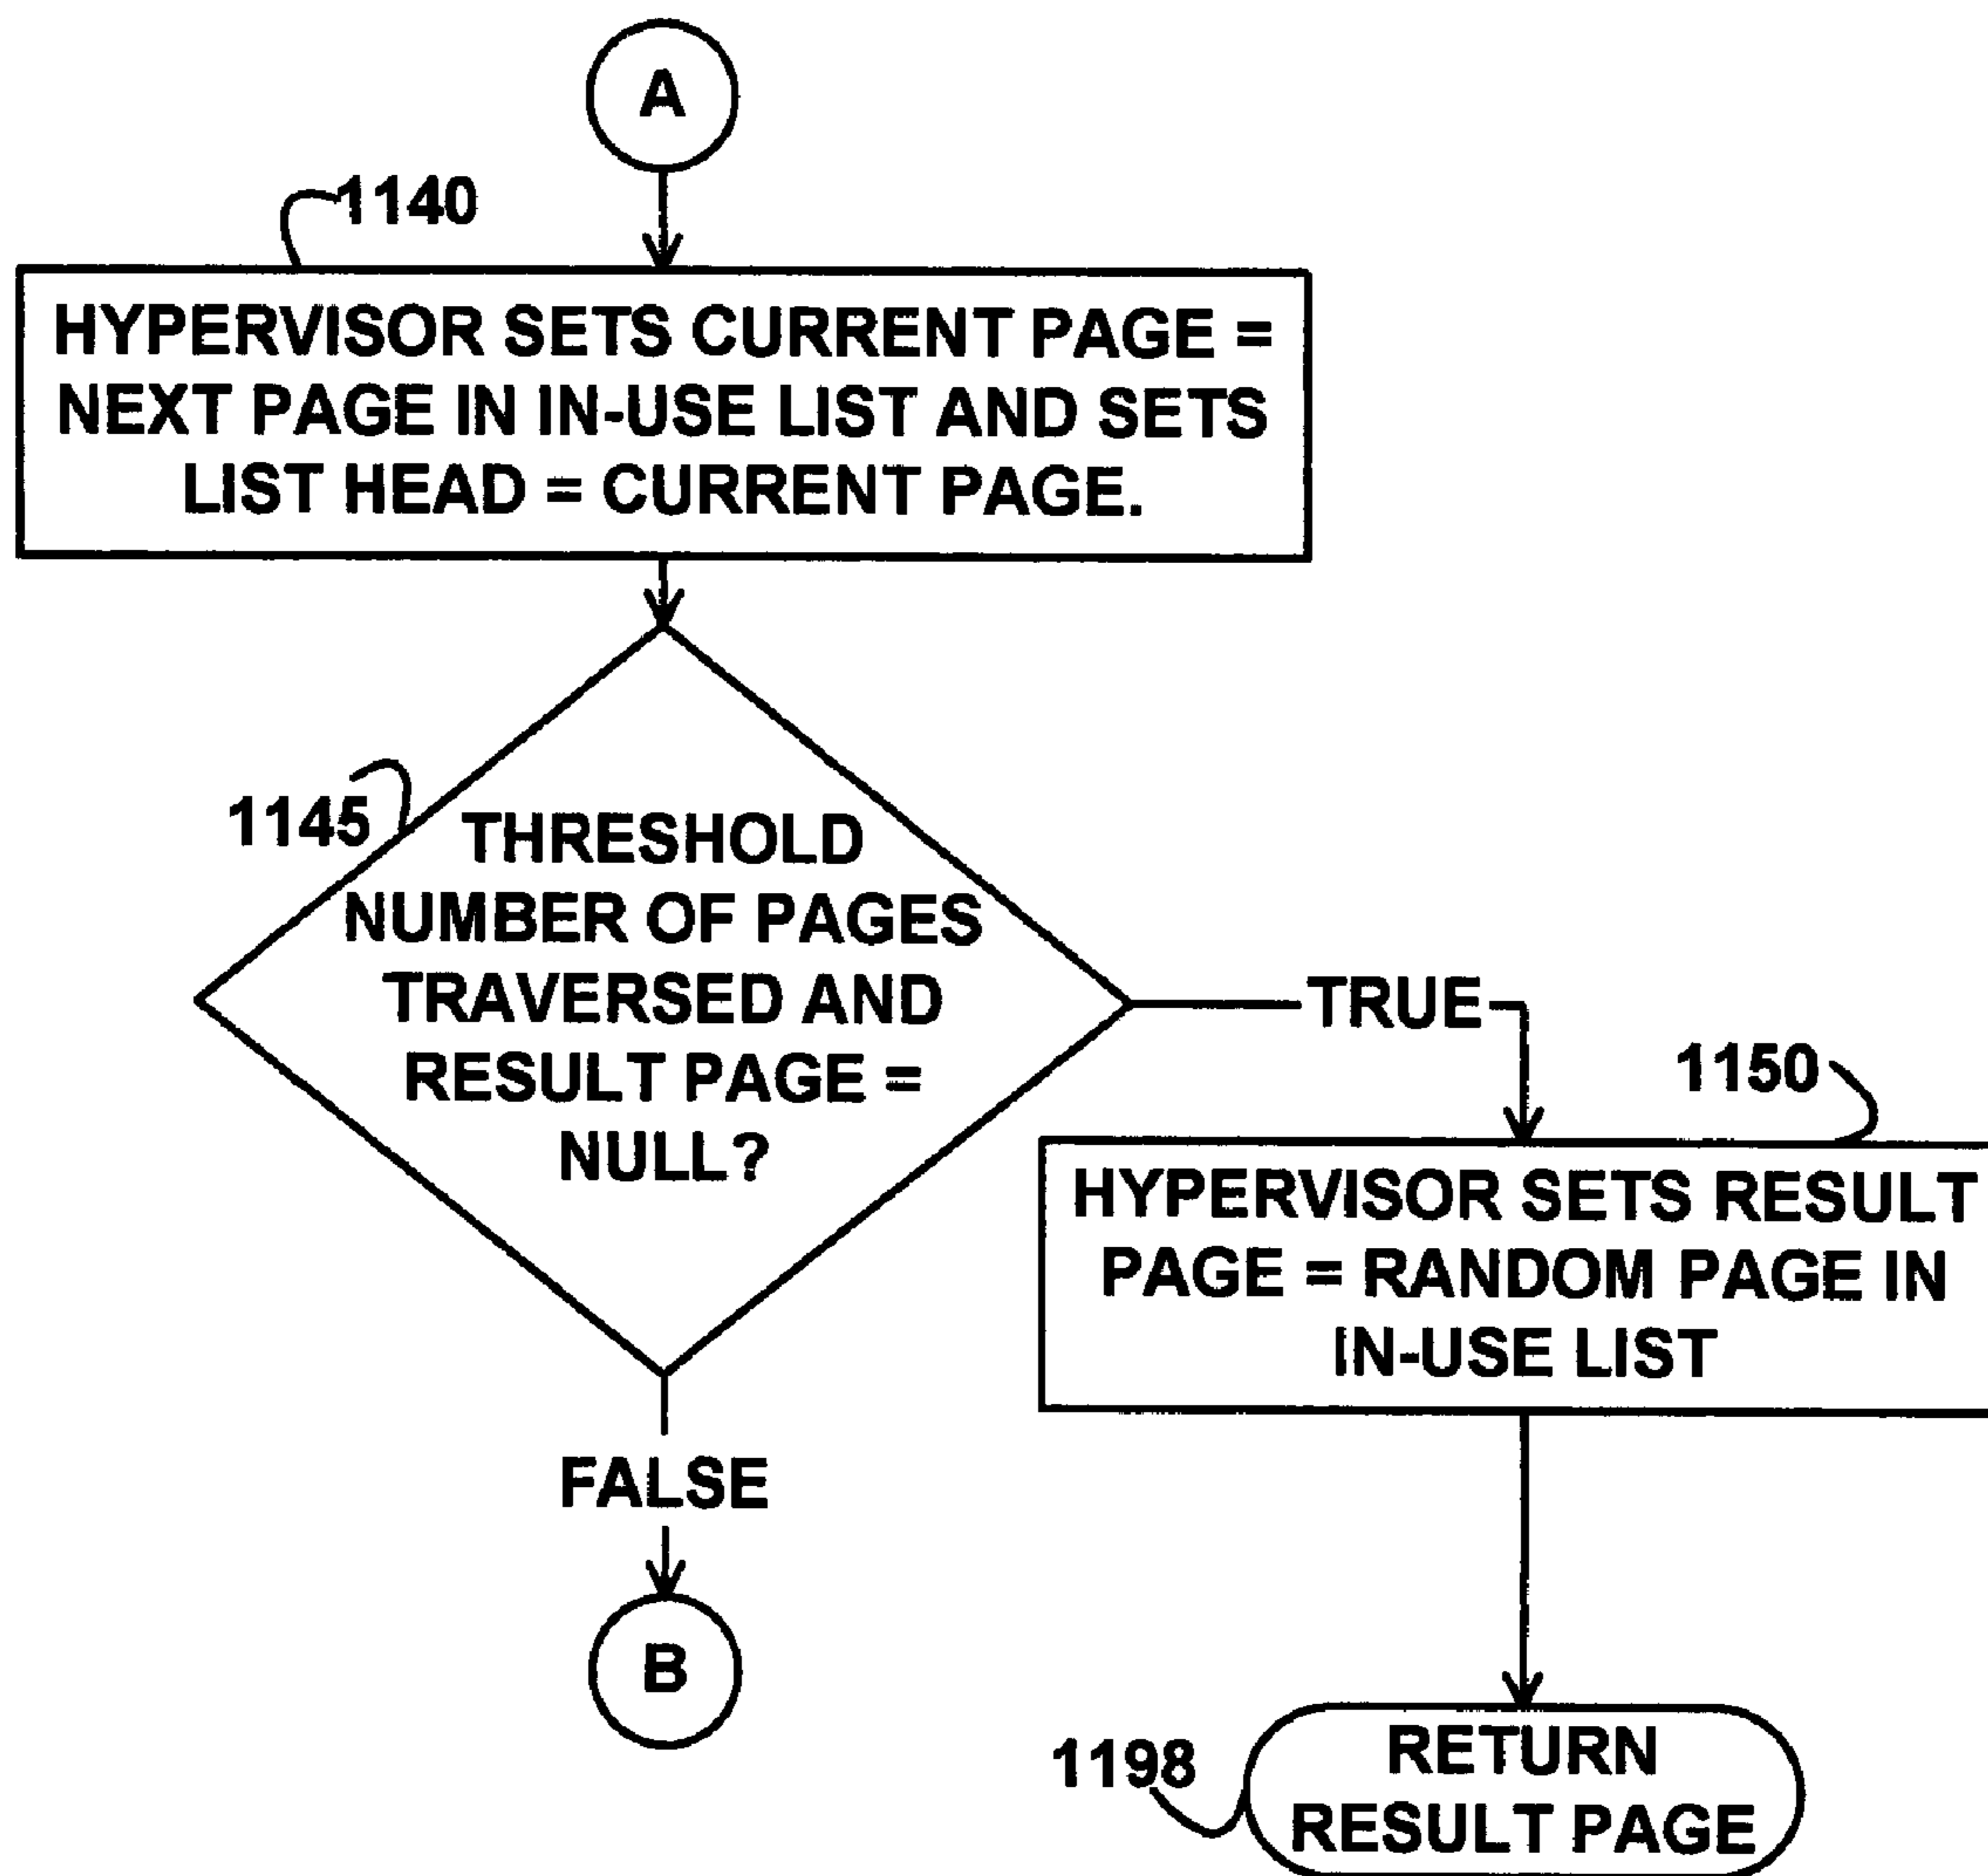 A
1140
HYPERVISOR SETS CURRENT PAGE =
NEXT PAGE IN IN-USE LIST AND SETS
LIST HEAD = CURRENT PAGE.
1145
THRESHOLD
NUMBER OF PAGES
TRAVERSED AND
RESULT PAGE =
NULL?
TRUE
1150
HYPERVISOR SETS RESULT
PAGE = RANDOM PAGE IN
IN-USE LIST
FALSE
B
1198
RETURN
RESULT PAGE